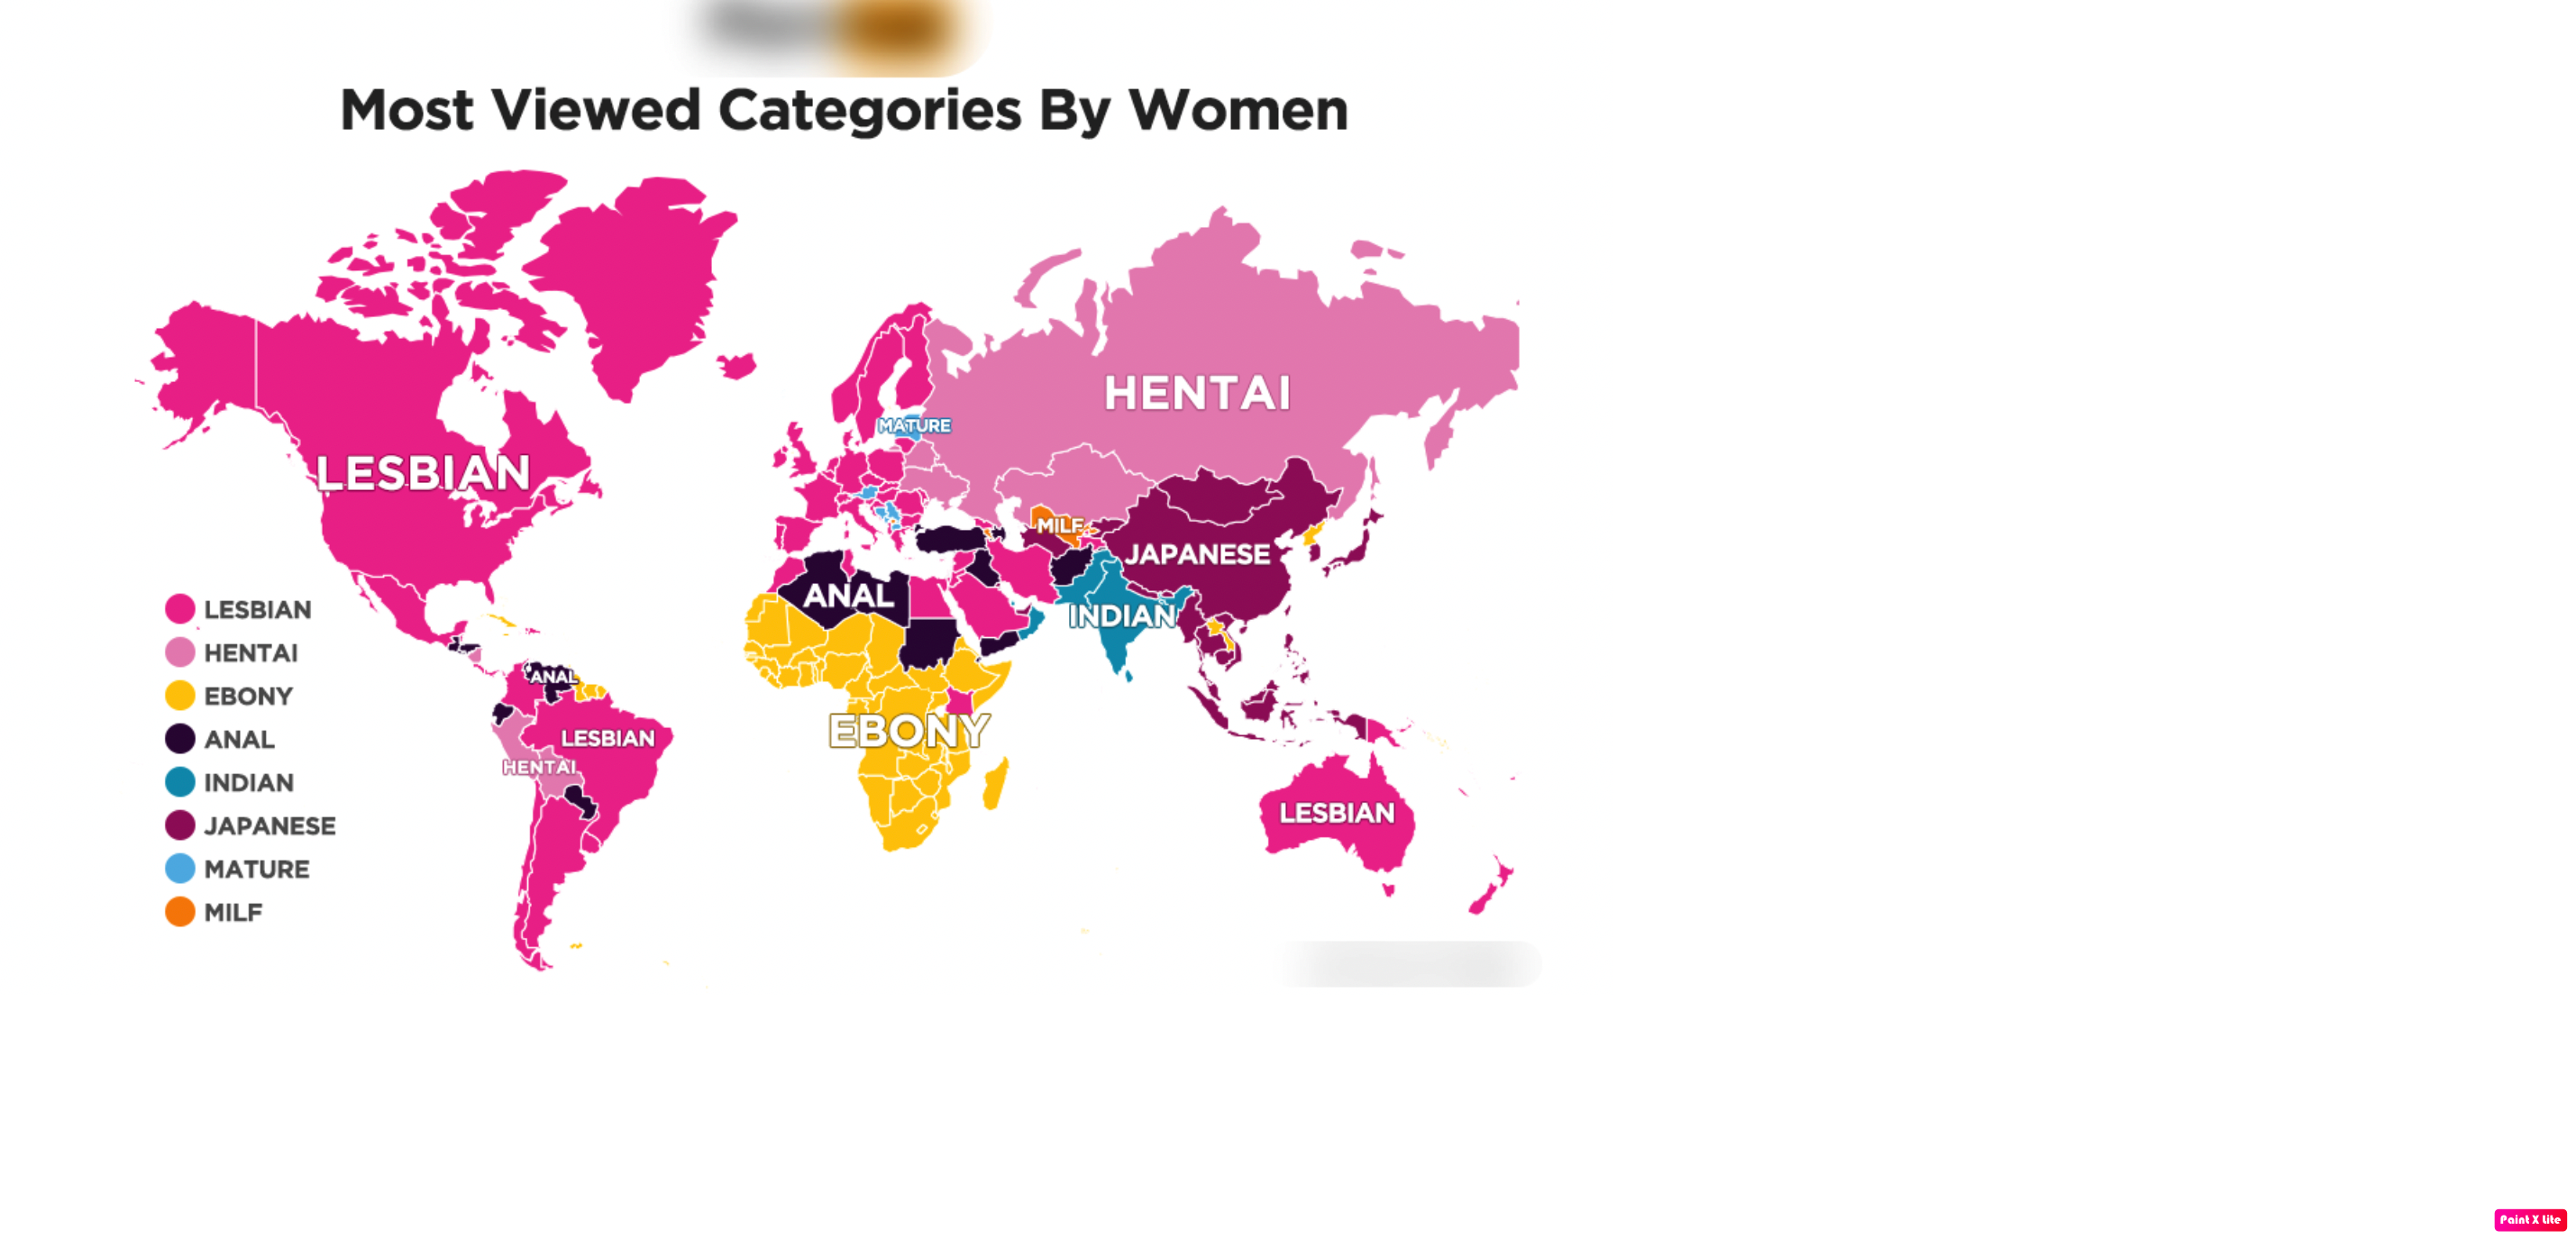 Most Viewed Categories By Women
HENTAI
MATURE
LESBIAN
MILF
JAPANESE
ANAL
INDIAN
LESBIAN
HENTAI
EBONY
ANAL
INDIAN
JAPANESE
MATURE
MILF
ANAL
EBONY
LESBIAN
HENTAI
LESBIAN
Paint X Lite